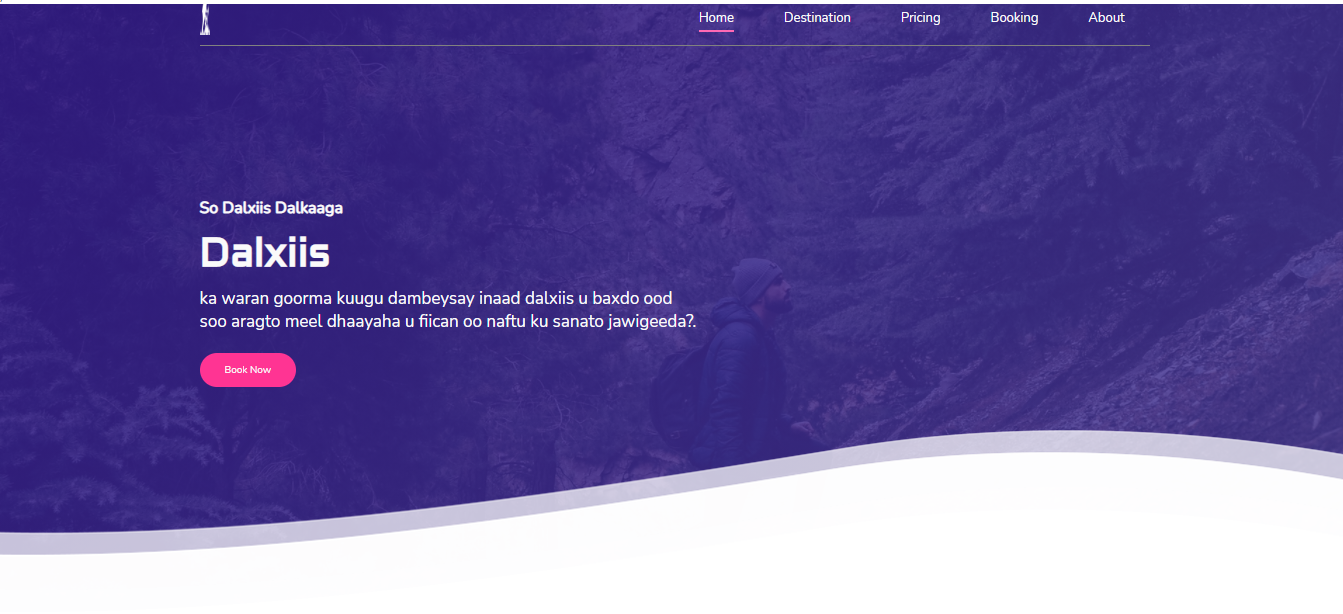 Home Destination Pricing Booking About
So Dalxiis Dalkaaga
Dalxiis
ka waran goorma kuugu dambeysay inaad dalxiis u baxdo ood
soo aragto meel dhaayaha u fiican oo naftu ku sanato jawigeeda?.
Book Now